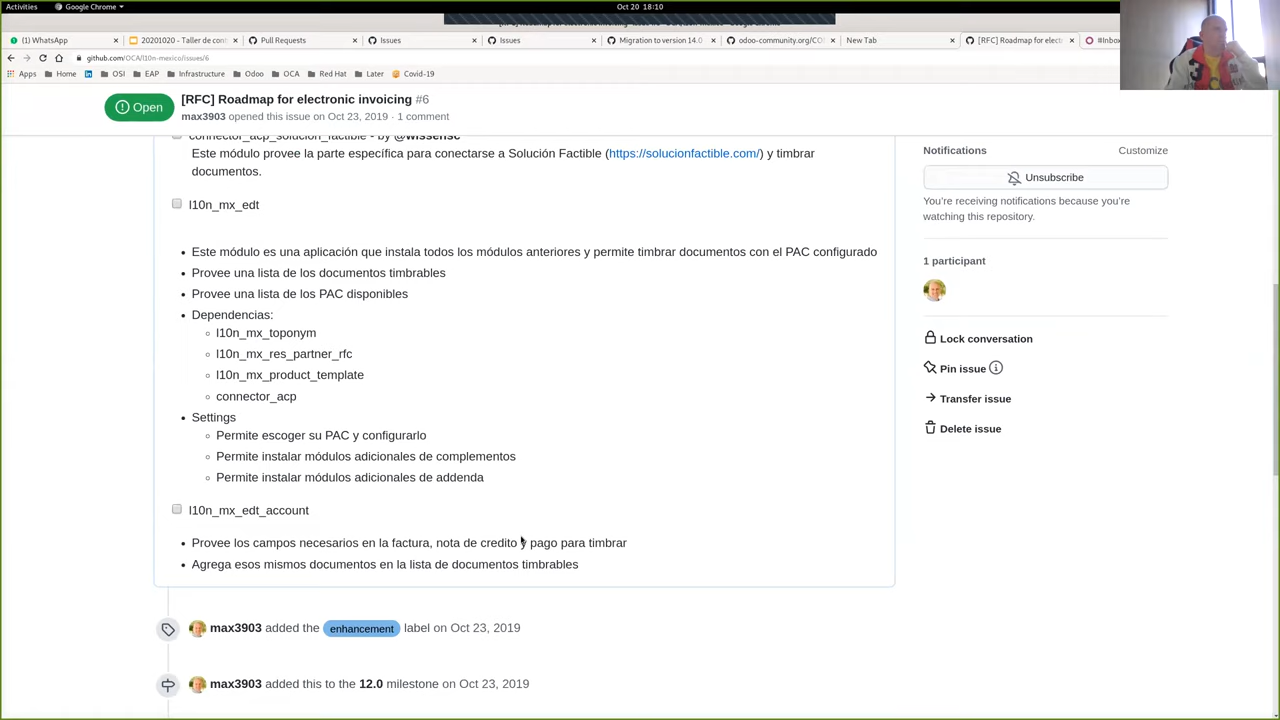 Activities
Google Chrome
Oct 20 18:10
(1) WhatsApp
20201020 - Taller de con
Pull Requests
Issues
Issues
Migration to version 14.0
odoo-community.org/CO
New Tab
[RFC] Roadmap for elect
#Inbox
github.com/OCA/l10n-mexico/issues/6
Apps
Home
OSI
EAP
Infrastructure
Odoo
OCA
Red Hat
Later
Covid-19
Open
[RFC] Roadmap for electronic invoicing #6
max3903 opened this issue on Oct 23, 2019 · 1 comment
connector_acp_solucion_factible - by @wissensc
Este módulo provee la parte específica para conectarse a Solución Factible (https://solucionfactible.com/) y timbrar
documentos.
l10n_mx_edt
Este módulo es una aplicación que instala todos los módulos anteriores y permite timbrar documentos con el PAC configurado
Provee una lista de los documentos timbrables
Provee una lista de los PAC disponibles
Dependencias:
l10n_mx_toponym
l10n_mx_res_partner_rfc
l10n_mx_product_template
connector_acp
Settings
Permite escoger su PAC y configurarlo
Permite instalar módulos adicionales de complementos
Permite instalar módulos adicionales de addenda
l10n_mx_edt_account
Provee los campos necesarios en la factura, nota de credito y pago para timbrar
Agrega esos mismos documentos en la lista de documentos timbrables
max3903 added the enhancement label on Oct 23, 2019
max3903 added this to the 12.0 milestone on Oct 23, 2019
Notifications
Customize
Unsubscribe
You're receiving notifications because you're
watching this repository.
1 participant
Lock conversation
Pin issue
Transfer issue
Delete issue